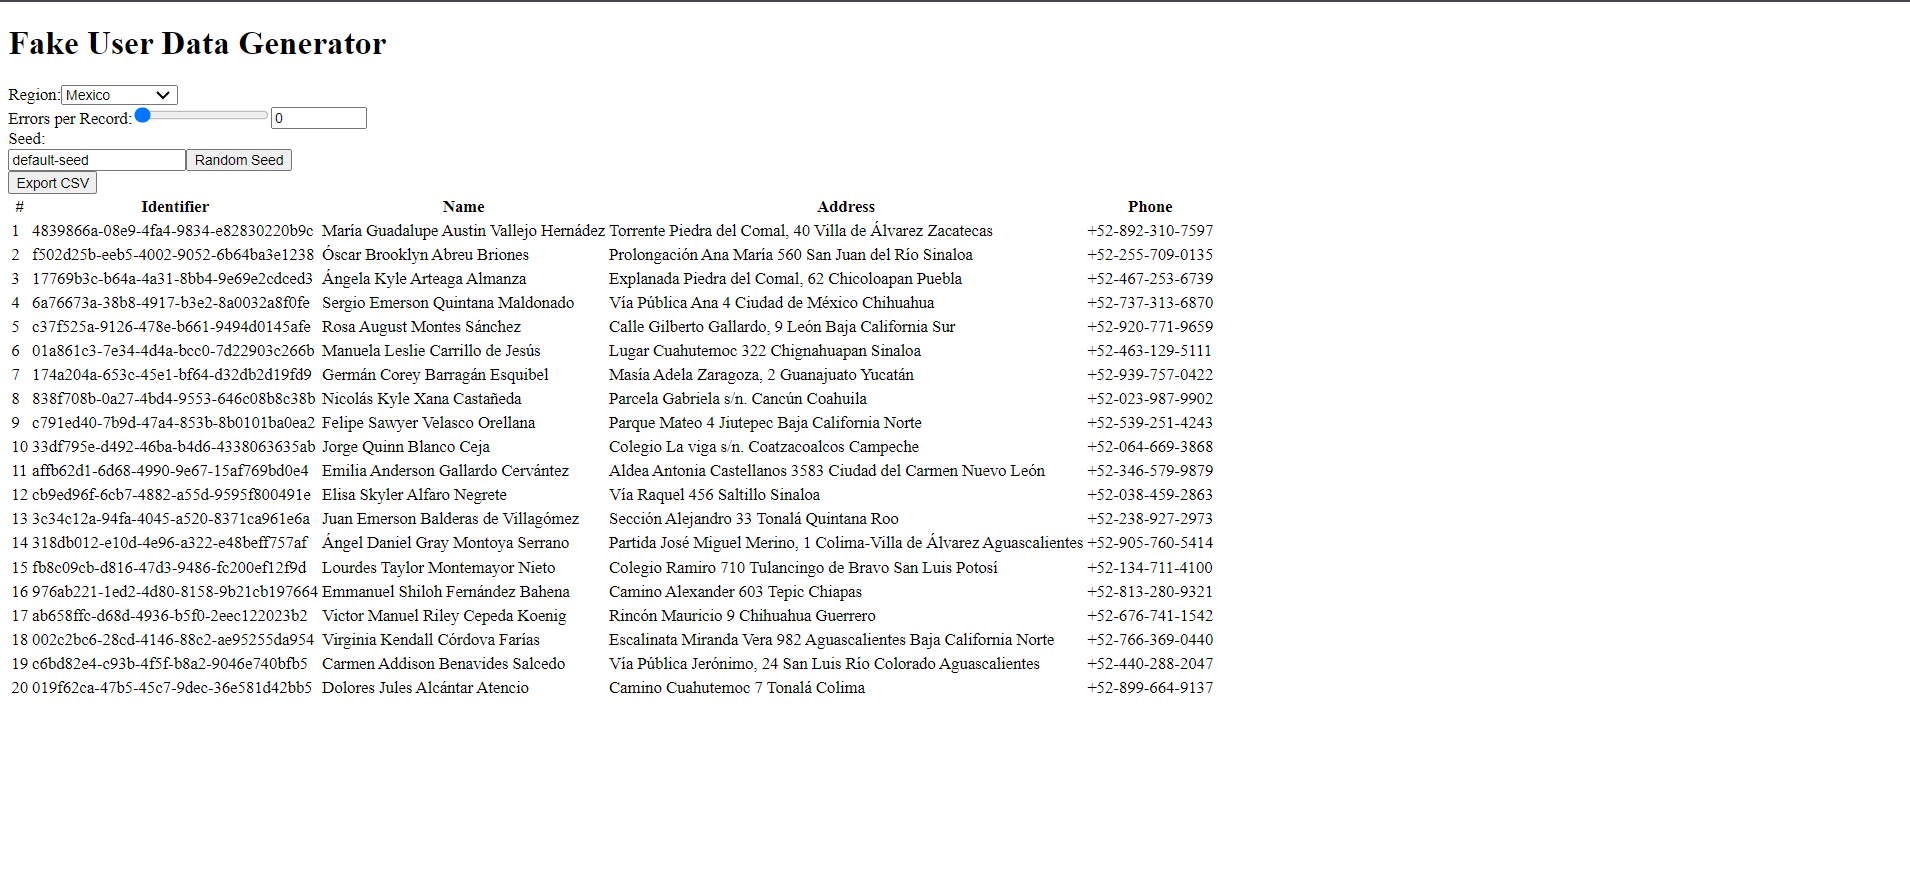 Fake User Data Generator
Region: Mexico
Errors per Record: 0
Seed:
default-seed Random Seed
Export CSV
# Identifier Name Address Phone
1 4839866a-08e9-4fa4-9834-e82830220b9c María Guadalupe Austin Vallejo Hernádez Torrente Piedra del Comal, 40 Villa de Álvarez Zacatecas +52-892-310-7597
2 f502d25b-eeb5-4002-9052-6b64ba3e1238 Óscar Brooklyn Abreu Briones Prolongación Ana María 560 San Juan del Río Sinaloa +52-255-709-0135
3 17769b3c-b64a-4a31-8bb4-9e69e2cdced3 Ángela Kyle Arteaga Almanza Explanada Piedra del Comal, 62 Chicoloapan Puebla +52-467-253-6739
4 6a76673a-38b8-4917-b3e2-8a0032a8f0fe Sergio Emerson Quintana Maldonado Vía Pública Ana 4 Ciudad de México Chihuahua +52-737-313-6870
5 c37f525a-9126-478e-b661-9494d0145afe Rosa August Montes Sánchez Calle Gilberto Gallardo, 9 León Baja California Sur +52-920-771-9659
6 01a861c3-7e34-4d4a-bcc0-7d22903c266b Manuela Leslie Carrillo de Jesús Lugar Cuahutemoc 322 Chignahuapan Sinaloa +52-463-129-5111
7 174a204a-653c-45e1-bf64-d32db2d19fd9 Germán Corey Barragán Esquibel Masía Adela Zaragoza, 2 Guanajuato Yucatán +52-939-757-0422
8 838f708b-0a27-4bd4-9553-646c08b8c38b Nicolás Kyle Xana Castañeda Parcela Gabriela s/n. Cancún Coahuila +52-023-987-9902
9 c791ed40-7b9d-47a4-853b-8b0101ba0ea2 Felipe Sawyer Velasco Orellana Parque Mateo 4 Jiutepec Baja California Norte +52-539-251-4243
10 33df795e-d492-46ba-b4d6-4338063635ab Jorge Quinn Blanco Ceja Colegio La viga s/n. Coatzacoalcos Campeche +52-064-669-3868
11 affb62d1-6d68-4990-9e67-15af769bd0e4 Emilia Anderson Gallardo Cervántez Aldea Antonia Castellanos 3583 Ciudad del Carmen Nuevo León +52-346-579-9879
12 cb9ed96f-6cb7-4882-a55d-9595f800491e Elisa Skyler Alfaro Negrete Vía Raquel 456 Saltillo Sinaloa +52-038-459-2863
13 3c34c12a-94fa-4045-a520-8371ca961e6a Juan Emerson Balderas de Villagómez Sección Alejandro 33 Tonalá Quintana Roo +52-238-927-2973
14 318db012-e10d-4e96-a322-e48beff757af Ángel Daniel Gray Montoya Serrano Partida José Miguel Merino, 1 Colima-Villa de Álvarez Aguascalientes +52-905-760-5414
15 fb8c09cb-d816-47d3-9486-fc200ef12f9d Lourdes Taylor Montemayor Nieto Colegio Ramiro 710 Tulancingo de Bravo San Luis Potosí +52-134-711-4100
16 976ab221-1ed2-4d80-8158-9b21cb197664 Emmanuel Shiloh Fernández Bahena Camino Alexander 603 Tepic Chiapas +52-813-280-9321
17 ab658ffc-d68d-4936-b5f0-2eec122023b2 Víctor Manuel Riley Cepeda Koenig Rincón Mauricio 9 Chihuahua Guerrero +52-676-741-1542
18 002c2bc6-28cd-4146-88c2-ae95255da954 Virginia Kendall Córdova Farías Escalinata Miranda Vera 982 Aguascalientes Baja California Norte +52-766-369-0440
19 c6bd82e4-c93b-4f5f-b8a2-9046e740bfb5 Carmen Addison Benavides Salcedo Vía Pública Jerónimo, 24 San Luis Río Colorado Aguascalientes +52-440-288-2047
20 019f62ca-47b5-45c7-9dec-36e581d42bb5 Dolores Jules Alcántar Atencio Camino Cuahutemoc 7 Tonalá Colima +52-899-664-9137